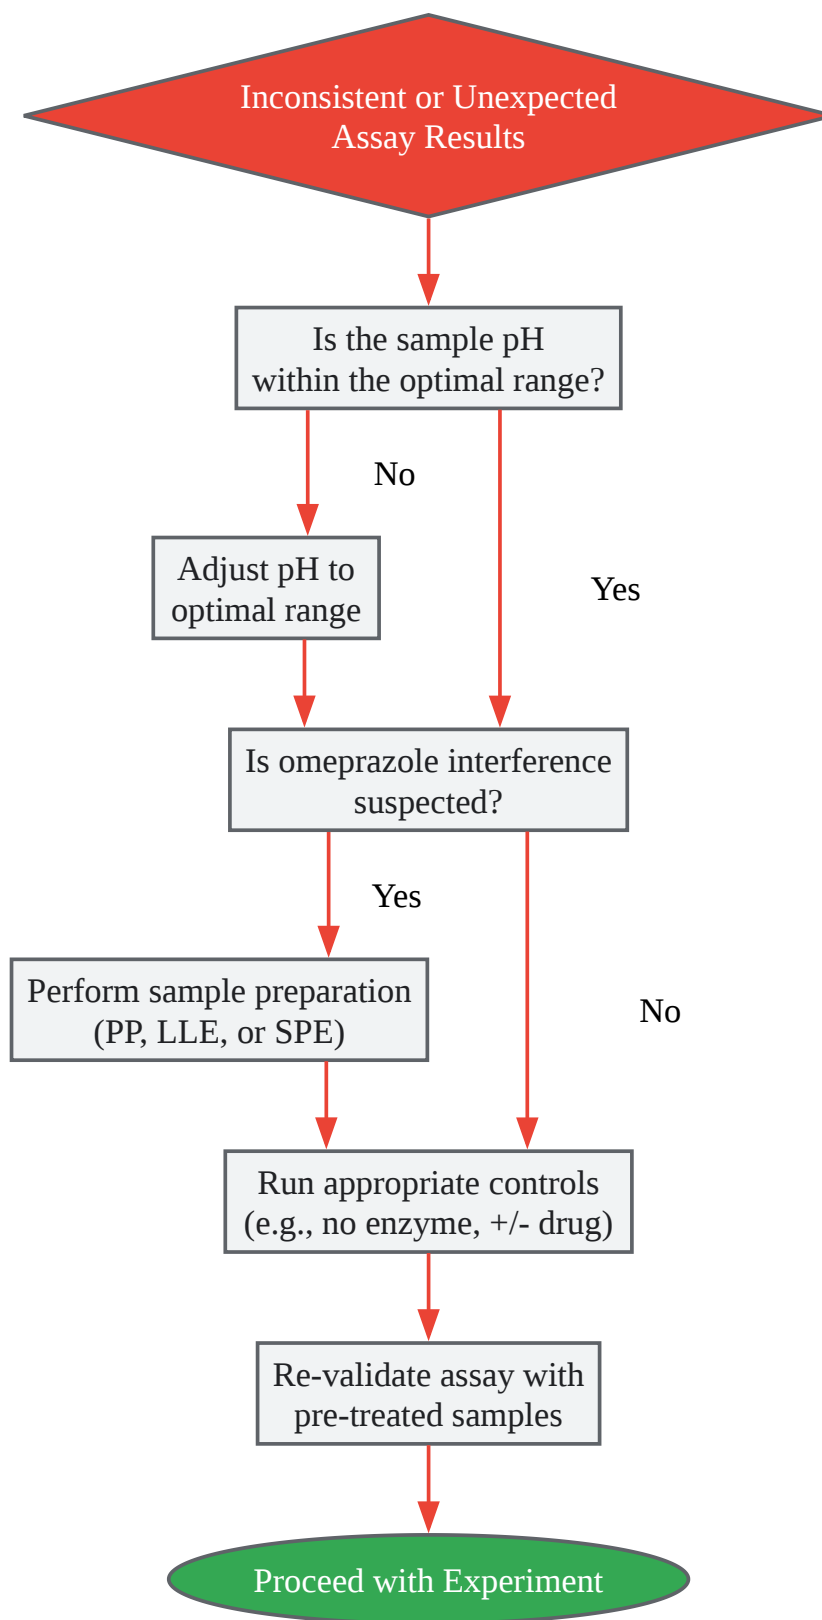 Inconsistent or Unexpected
Assay Results
Is the sample pH
within the optimal range?
No
Adjust pH to
optimal range
Yes
Is omeprazole interference
suspected?
Yes
Perform sample preparation
(PP, LLE, or SPE)
No
Run appropriate controls
(e.g., no enzyme, +/- drug)
Re-validate assay with
pre-treated samples
Proceed with Experiment